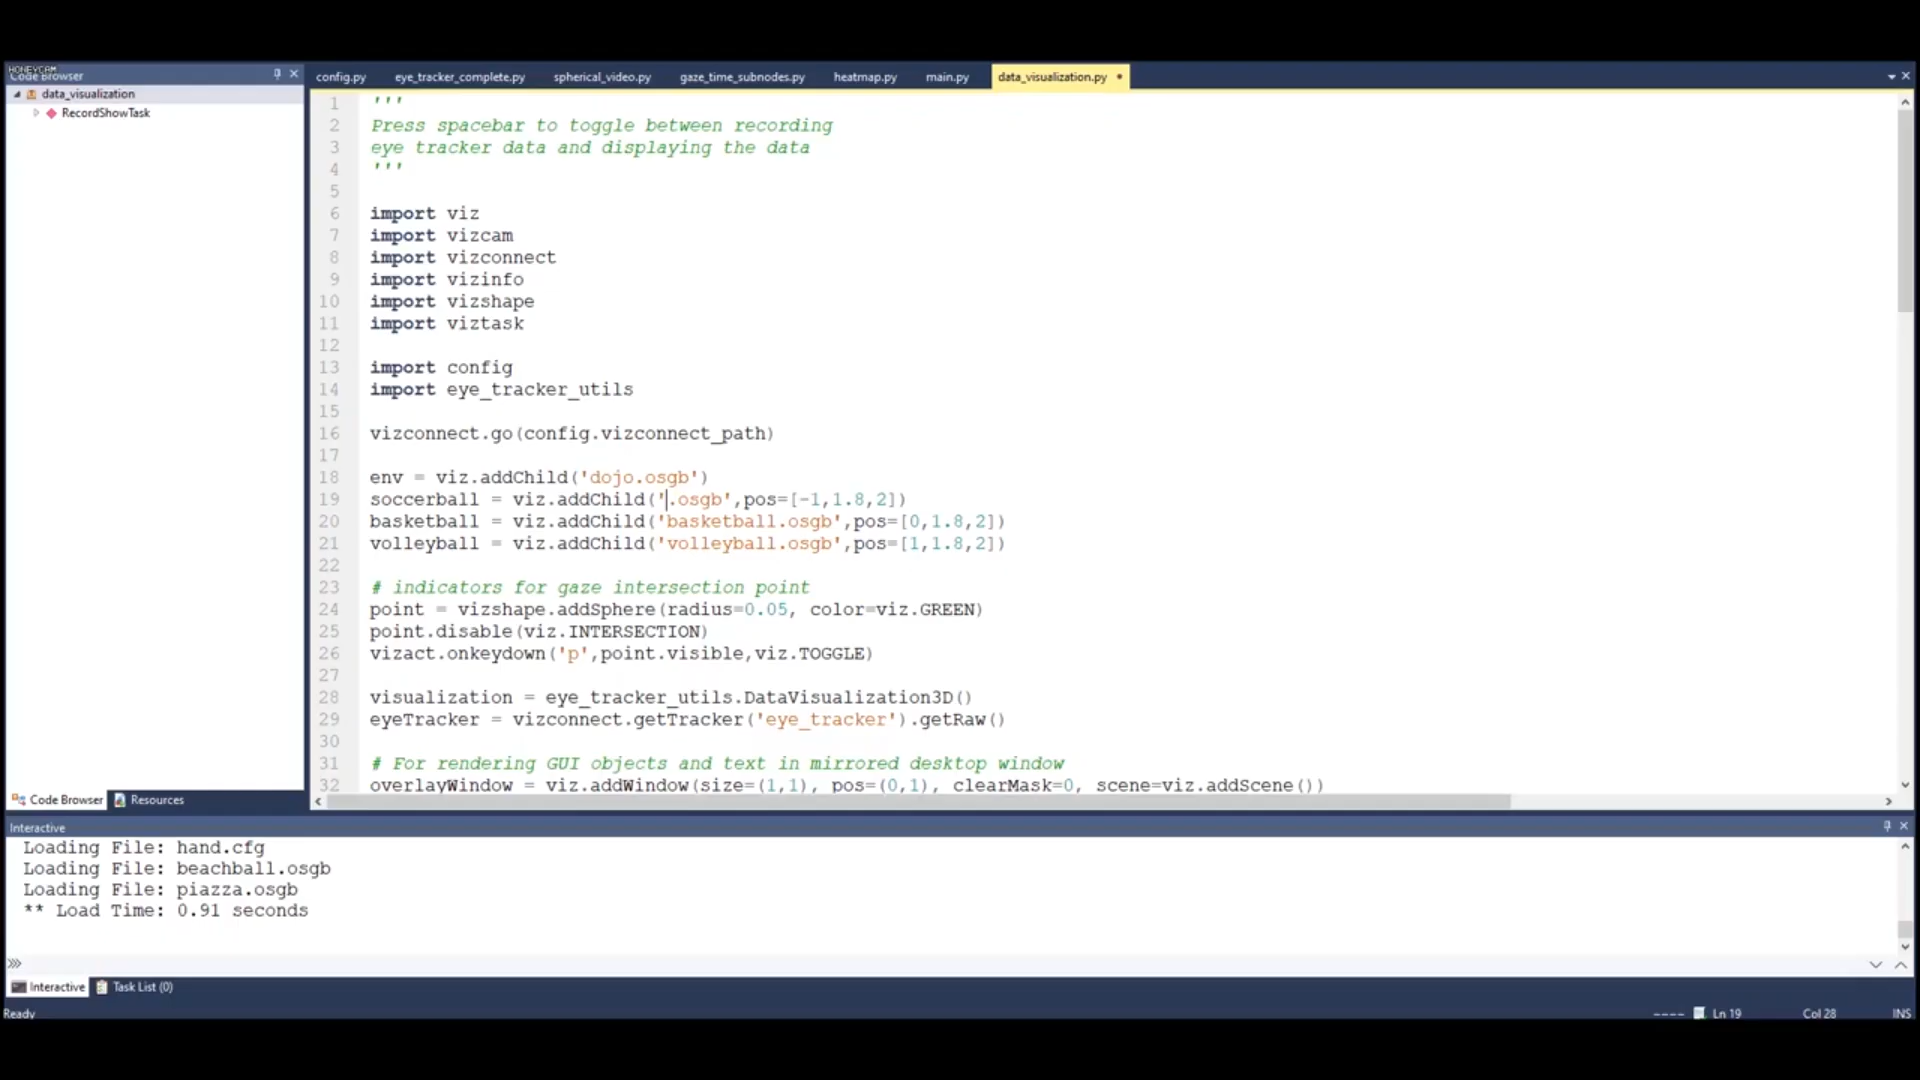 HONEYCAM
Code Browser
data_visualization
RecordShowTask
config.py eye_tracker_complete.py spherical_video.py gaze_time_subnodes.py heatmap.py main.py data_visualization.py
1 '''
2 Press spacebar to toggle between recording
3 eye tracker data and displaying the data
4 '''
5
6 import viz
7 import vizcam
8 import vizconnect
9 import vizinfo
10 import vizshape
11 import viztask
12
13 import config
14 import eye_tracker_utils
15
16 vizconnect.go(config.vizconnect_path)
17
18 env = viz.addChild('dojo.osgb')
19 soccerball = viz.addChild('.osgb',pos=[-1,1.8,2])
20 basketball = viz.addChild('basketball.osgb',pos=[0,1.8,2])
21 volleyball = viz.addChild('volleyball.osgb',pos=[1,1.8,2])
22
23 # indicators for gaze intersection point
24 point = vizshape.addSphere(radius=0.05, color=viz.GREEN)
25 point.disable(viz.INTERSECTION)
26 vizact.onkeydown('p',point.visible,viz.TOGGLE)
27
28 visualization = eye_tracker_utils.DataVisualization3D()
29 eyeTracker = vizconnect.getTracker('eye_tracker').getRaw()
30
31 # For rendering GUI objects and text in mirrored desktop window
32 overlayWindow = viz.addWindow(size=(1,1), pos=(0,1), clearMask=0, scene=viz.addScene())
Code Browser Resources
Interactive
Loading File: hand.cfg
Loading File: beachball.osgb
Loading File: piazza.osgb
** Load Time: 0.91 seconds
>>>
Interactive Task List (0)
Ready ---- Ln 19 Col 28 INS